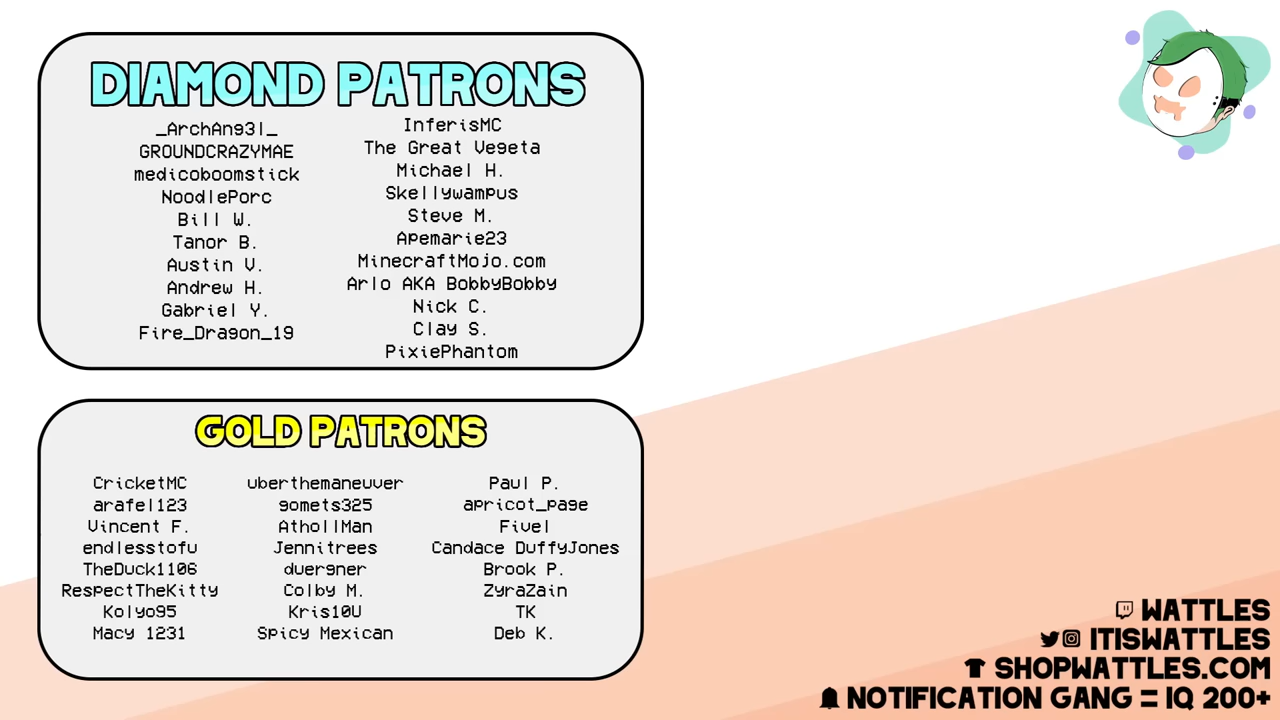 DIAMOND PATRONS
_ArchAng3l_
GROUNDCRAZYMAE
medicoboomstick
NoodlePorc
Bill W.
Tanor B.
Austin V.
Andrew H.
Gabriel Y.
Fire_Dragon_19
InferisMC
The Great Vegeta
Michael H.
Skellywampus
Steve M.
Apemarie23
MinecraftMojo.com
Arlo AKA BobbyBobby
Nick C.
Clay S.
PixiePhantom
GOLD PATRONS
CricketMC
arafel123
Vincent F.
endlesstofu
TheDuck1106
RespectTheKitty
Kolyo95
Macy 1231
uberthemaneuver
gomets325
AthollMan
Jennitrees
duergner
Colby M.
Kris10U
Spicy Mexican
Paul P.
apricot_page
Fivel
Candace DuffyJones
Brook P.
ZyraZain
TK
Deb K.
WATTLES
ITISWATTLES
SHOPWATTLES.COM
NOTIFICATION GANG = IQ 200+